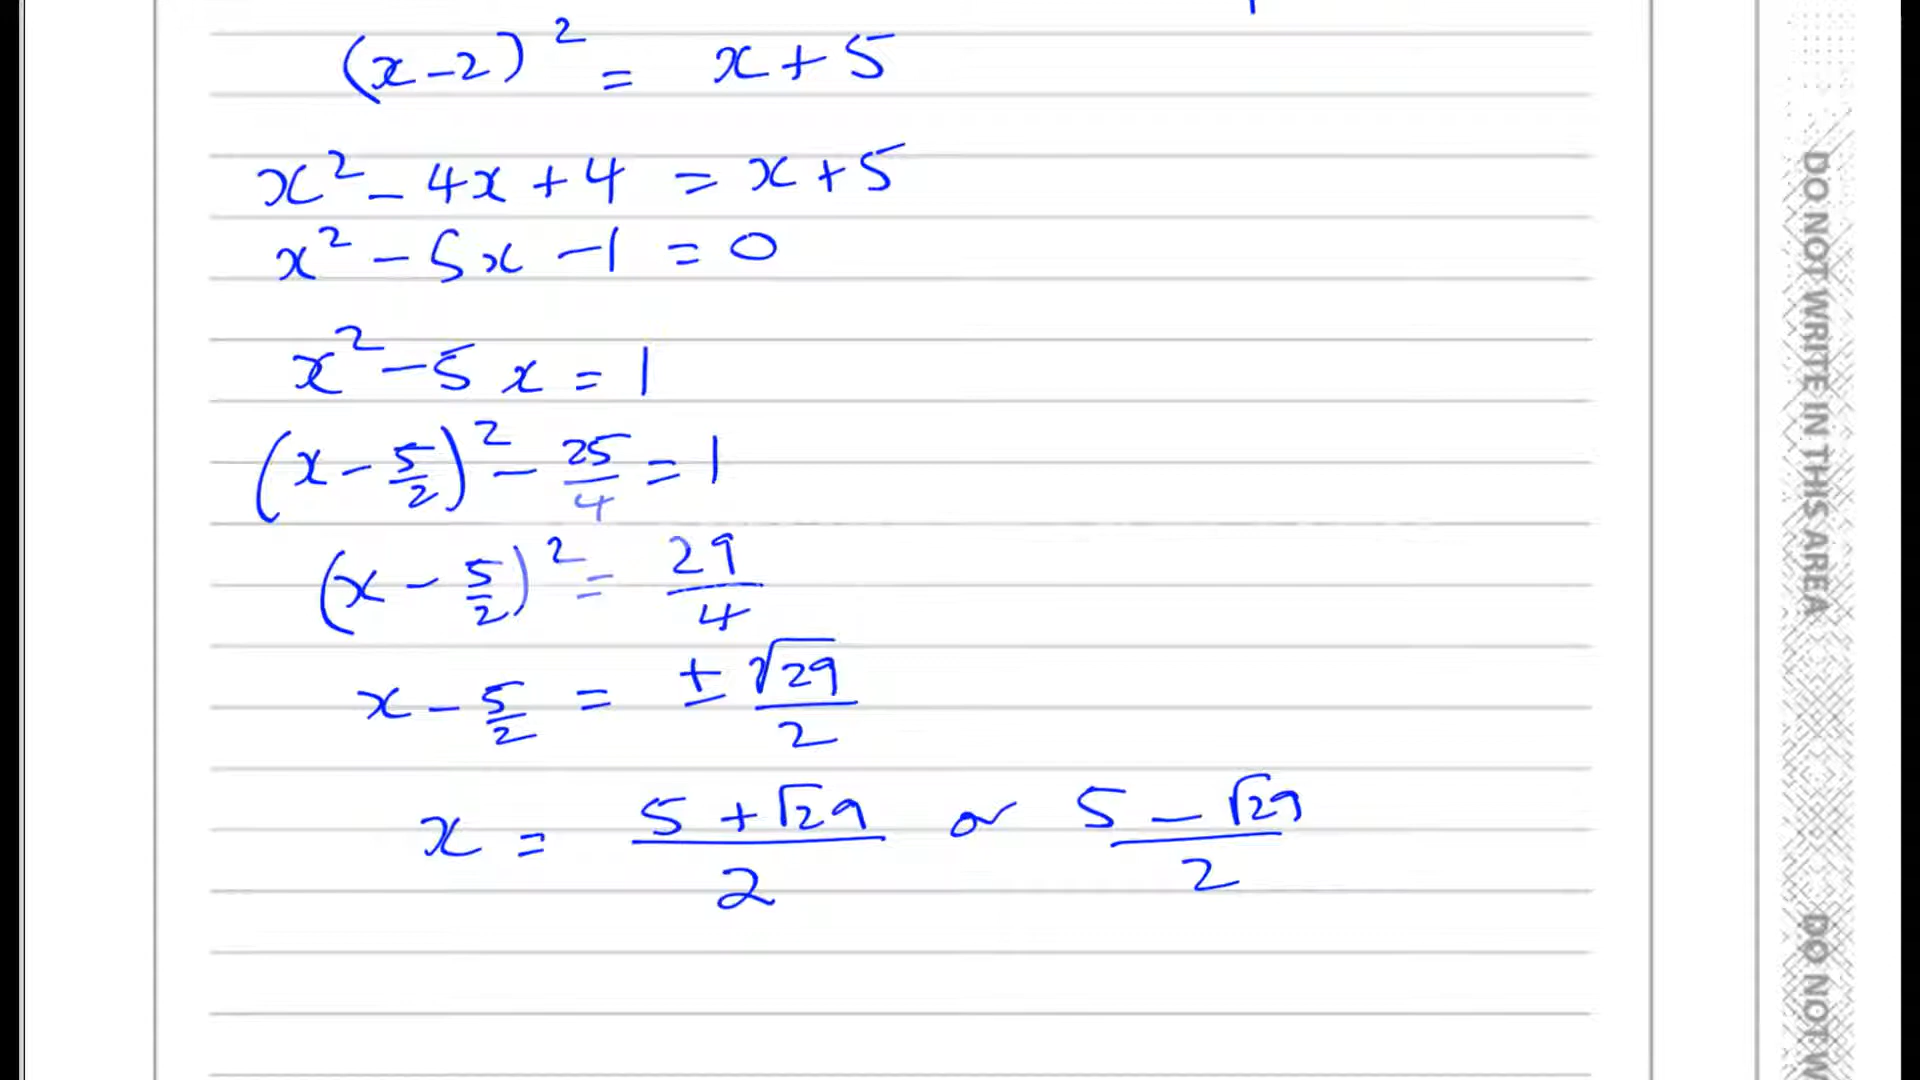 (x-2)² = x+5
x² - 4x + 4 = x+5
x² - 5x - 1 = 0
x² - 5x = 1
(x - 5/2)² - 25/4 = 1
(x - 5/2)² = 29/4
x - 5/2 = ± √29/2
x = (5 + √29)/2 or (5 - √29)/2
DO NOT WRITE IN THIS AREA
DO NOT W